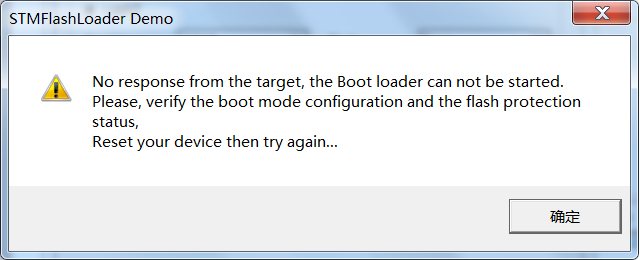 STMFlashLoader Demo
No response from the target, the Boot loader can not be started.
Please, verify the boot mode configuration and the flash protection
status,
Reset your device then try again...
确定